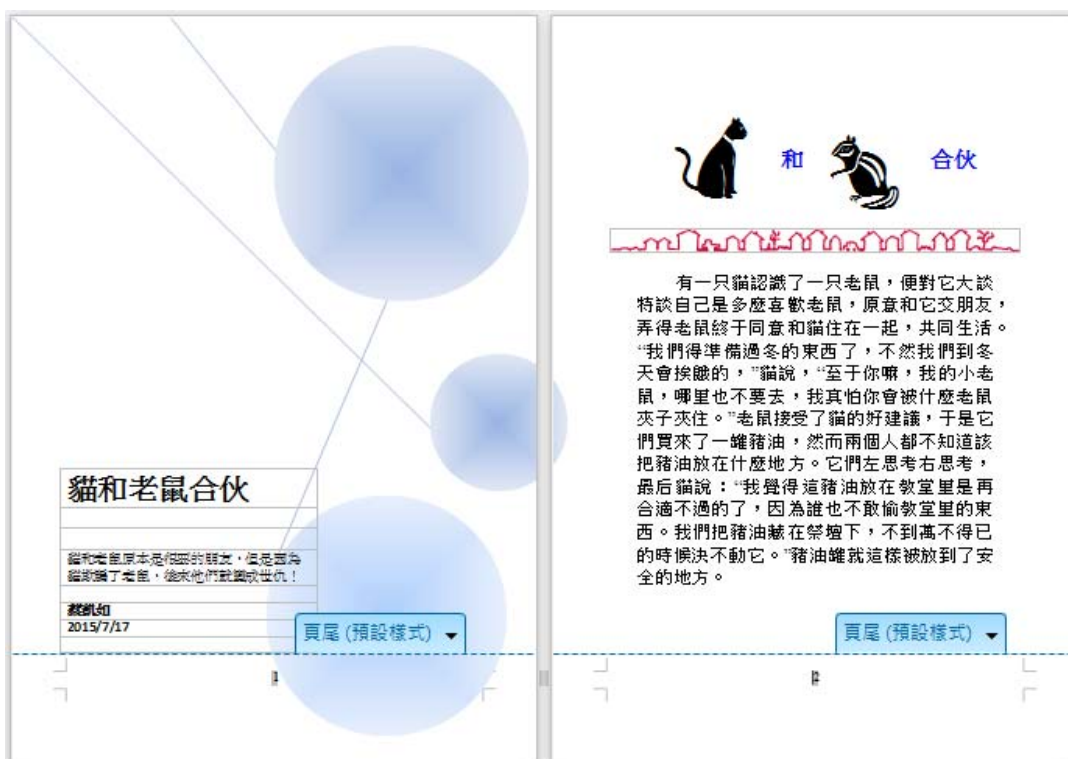 貓和老鼠合伙
貓和老鼠原本是很要的朋友，但是因為
貓欺騙了老鼠，後來他們就變成世仇！
2015/7/17
頁尾 (預設樣式)
1
和 合伙
有一只貓認識了一只老鼠，便對它大談
特談自己是多麼喜歡老鼠，原意和它交朋友，
弄得老鼠終于同意和貓住在一起，共同生活。
“我們得準備過冬的東西了，不然我們到冬
天會挨餓的，”貓說，“至于你嘛，我的小老
鼠，哪里也不要去，我真怕你會被什麼老鼠
夾子夾住。”老鼠接受了貓的好建議，于是它
們買來了一罐豬油，然而兩個人都不知道該
把豬油放在什麼地方。它們左思考右思考，
最后貓說：“我覺得這豬油放在教堂里是再
合適不過的了，因為誰也不敢偷教堂里的東
西。我們把豬油藏在祭壇下，不到萬不得已
的時候決不動它。”豬油罐就這樣被放到了安
全的地方。
頁尾 (預設樣式)
2